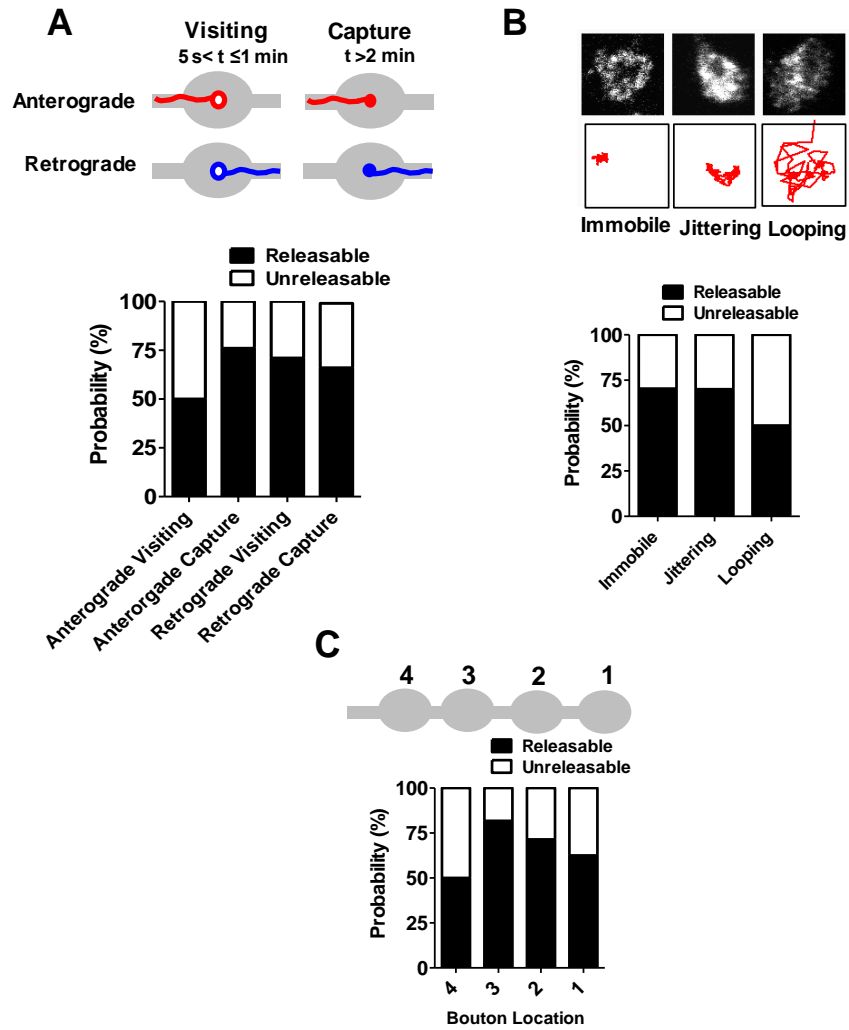 A
Visiting
5 s< t ≤1 min
Capture
t >2 min
Anterograde
Retrograde
Releasable
Unreleasable
Probability (%)
100
75
50
25
0
Anterograde Visiting
Anterorgade Capture
Retrograde Visiting
Retrograde Capture
B
Immobile
Jittering
Looping
Releasable
Unreleasable
Probability (%)
100
75
50
25
0
Immobile
Jittering
Looping
C
4 3 2 1
Releasable
Unreleasable
Probability (%)
100
75
50
25
0
4 3 2 1
Bouton Location